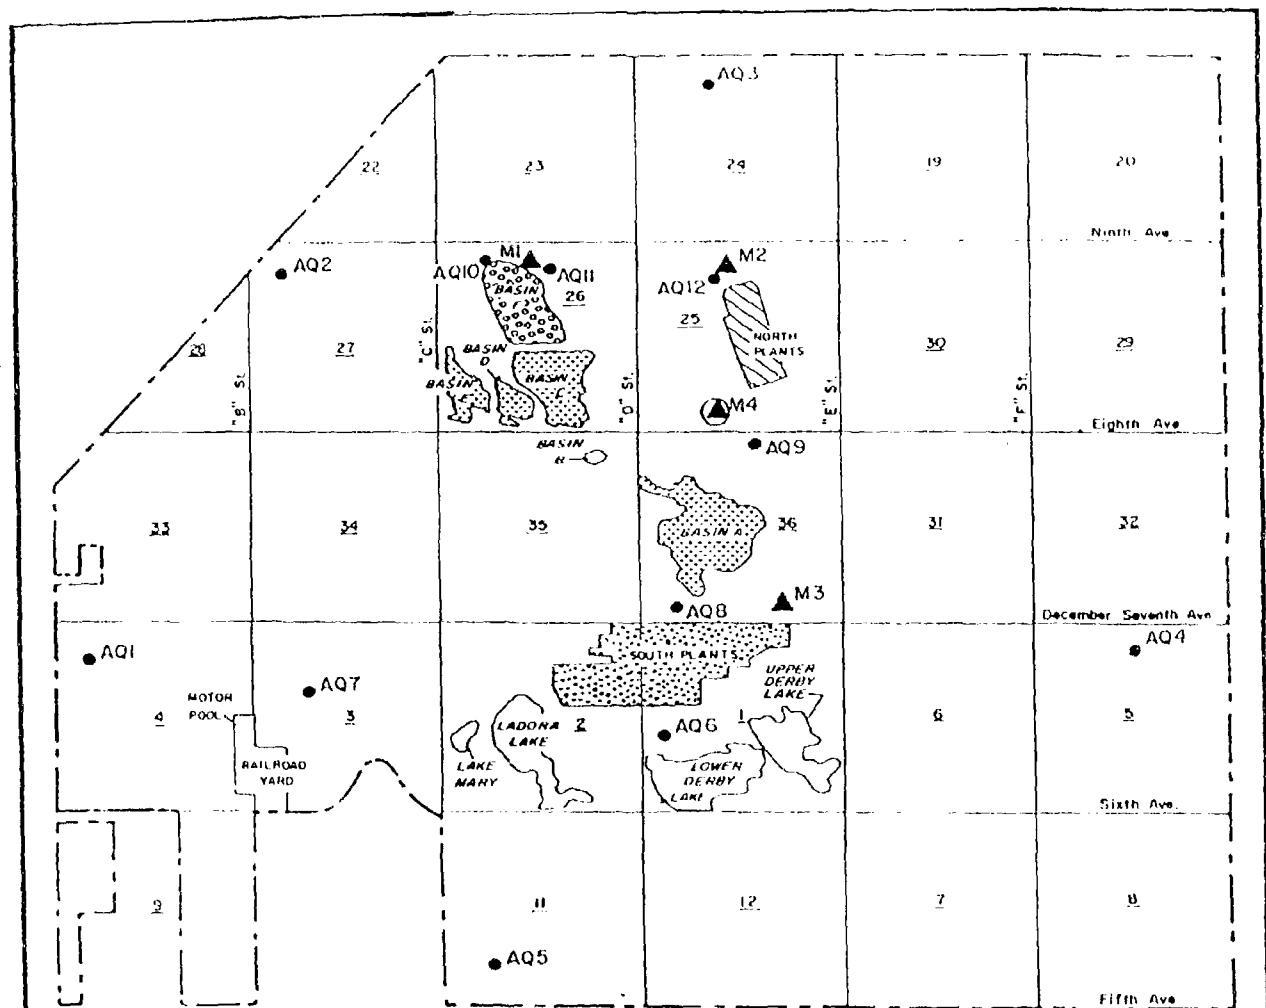 AQ3
22
23
24
19
20
Ninth Ave
AQ2
AQ10
M1
AQ11
M2
AQ12
BASIN
F
26
25
28
27
"C" St.
BASIN
D
BASIN
E
BASIN
C
NORTH
PLANTS
30
29
"B" St.
"D" St.
"E" St.
"F" St.
M4
Eighth Ave
AQ9
BASIN
B
33
34
35
BASIN A
36
31
32
AQ8
M3
December Seventh Ave
AQ1
AQ4
SOUTH PLANTS
AQ7
UPPER
DERBY
LAKE
MOTOR
POOL
4
3
LADORA
LAKE
2
AQ6
1
6
5
RAILROAD
YARD
LAKE
MARY
LOWER
DERBY
LAKE
Sixth Ave.
9
11
12
7
8
AQ5
Fifth Ave